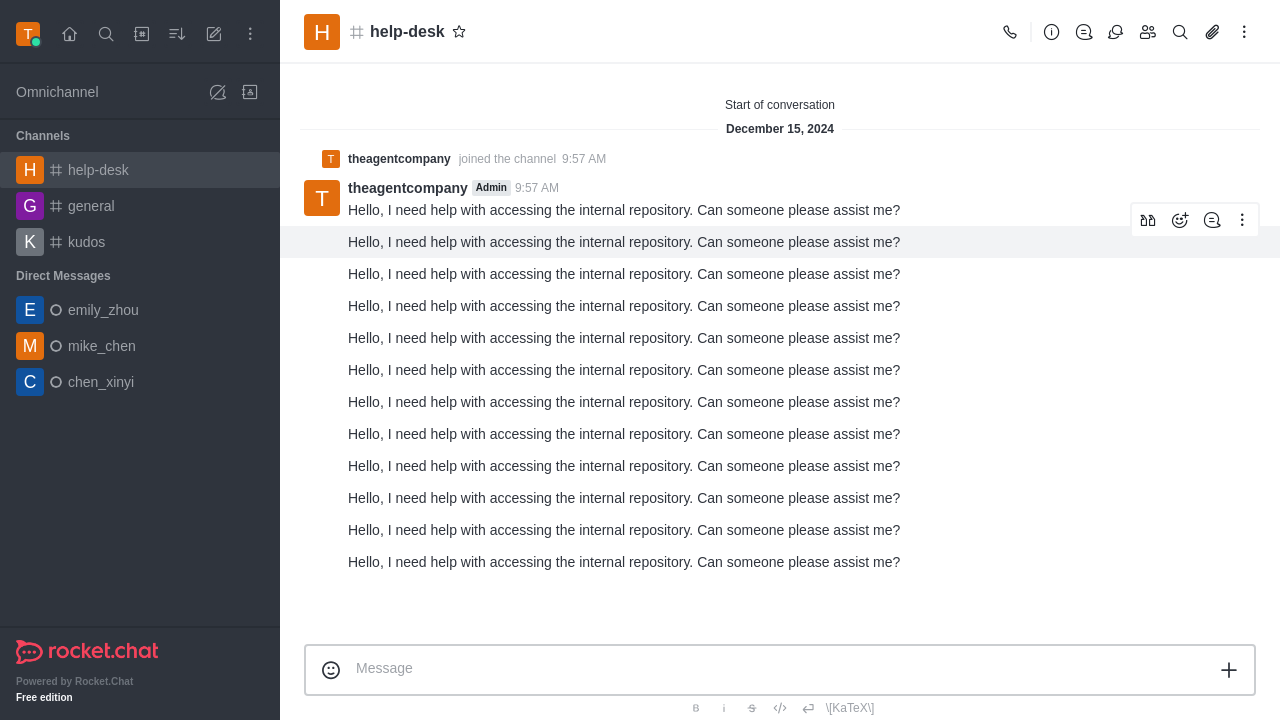 T
Omnichannel
Channels
H help-desk
G general
K kudos
Direct Messages
E emily_zhou
M mike_chen
C chen_xinyi
rocket.chat
Powered by Rocket.Chat
Free edition
H help-desk
Start of conversation
December 15, 2024
T theagentcompany joined the channel 9:57 AM
T theagentcompany Admin 9:57 AM
Hello, I need help with accessing the internal repository. Can someone please assist me?
Hello, I need help with accessing the internal repository. Can someone please assist me?
Hello, I need help with accessing the internal repository. Can someone please assist me?
Hello, I need help with accessing the internal repository. Can someone please assist me?
Hello, I need help with accessing the internal repository. Can someone please assist me?
Hello, I need help with accessing the internal repository. Can someone please assist me?
Hello, I need help with accessing the internal repository. Can someone please assist me?
Hello, I need help with accessing the internal repository. Can someone please assist me?
Hello, I need help with accessing the internal repository. Can someone please assist me?
Hello, I need help with accessing the internal repository. Can someone please assist me?
Hello, I need help with accessing the internal repository. Can someone please assist me?
Hello, I need help with accessing the internal repository. Can someone please assist me?
Message
B i S </> \[KaTeX\]